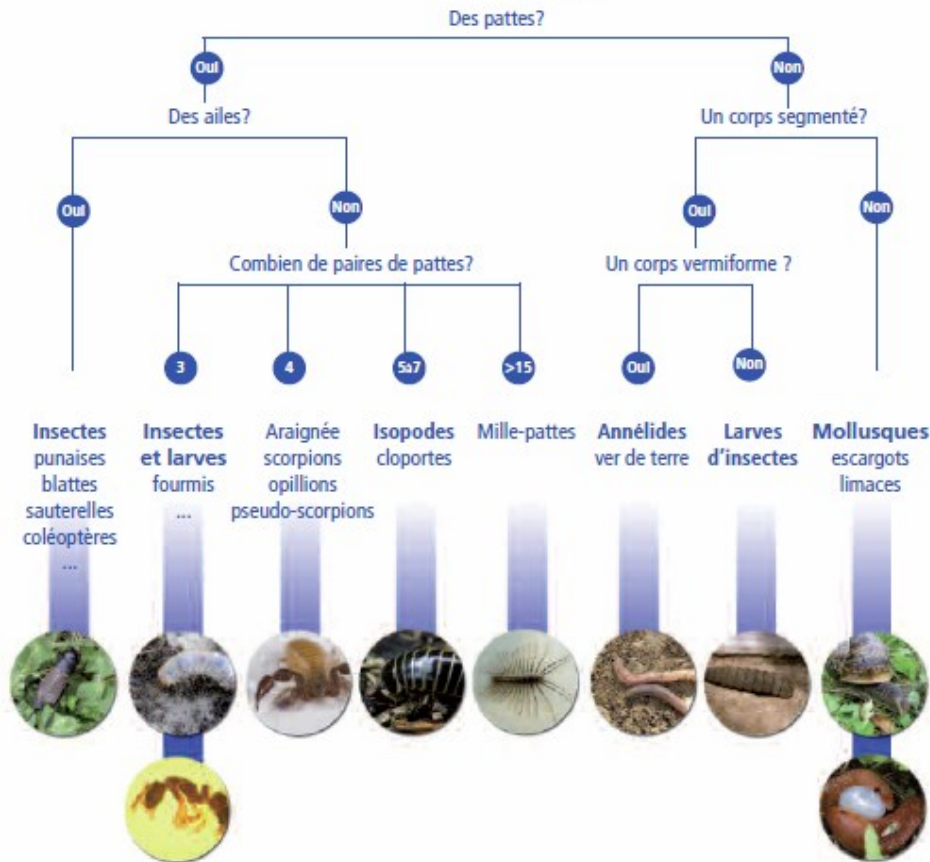 Des pattes?
Oui
Non
Des ailes?
Un corps segmenté?
Oui
Non
Oui
Non
Combien de paires de pattes?
Un corps vermiforme ?
3
4
5à7
>15
Oui
Non
Insectes
punaises
blattes
sauterelles
coléoptères
...
Insectes
et larves
fourmis
...
Araignée
scorpions
opillions
pseudo-scorpions
Isopodes
cloportes
Mille-pattes
Annélides
ver de terre
Larves
d'insectes
Mollusques
escargots
limaces